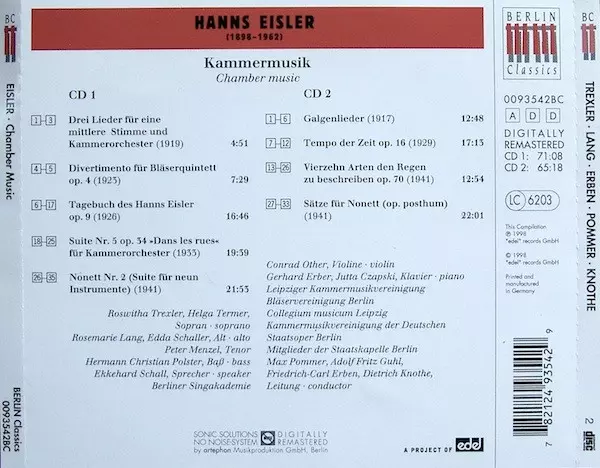 BC
EISLER · Chamber Music
BERLIN Classics
0093542BC
HANNS EISLER
(1898-1962)
Kammermusik
Chamber music
CD 1
1-3 Drei Lieder für eine
mittlere Stimme und
Kammerorchester (1919) 4:51
4-5 Divertimento für Bläserquintett
op. 4 (1923) 7:29
6-17 Tagebuch des Hanns Eisler
op. 9 (1926) 16:46
18-25 Suite Nr. 5 op. 34 »Dans les rues«
für Kammerorchester (1933) 19:59
26-35 Nonett Nr. 2 (Suite für neun
Instrumente) (1941) 21:53
Roswitha Trexler, Helga Termer,
Sopran · soprano
Rosemarie Lang, Edda Schaller, Alt · alto
Peter Menzel, Tenor
Hermann Christian Polster, Baß · bass
Ekkehard Schall, Sprecher · speaker
Berliner Singakademie
CD 2
1-6 Galgenlieder (1917) 12:48
7-12 Tempo der Zeit op. 16 (1929) 17:13
13-26 Vierzehn Arten den Regen
zu beschreiben op. 70 (1941) 12:54
27-33 Sätze für Nonett (op. posthum)
(1941) 22:01
Conrad Other, Violine · violin
Gerhard Erber, Jutta Czapski, Klavier · piano
Leipziger Kammermusikvereinigung
Bläservereinigung Berlin
Collegium musicum Leipzig
Kammermusikvereinigung der Deutschen
Staatsoper Berlin
Mitglieder der Staatskapelle Berlin
Max Pommer, Adolf Fritz Guhl,
Friedrich-Carl Erben, Dietrich Knothe,
Leitung · conductor
SONIC SOLUTIONS
NO NOISE-SYSTEM
DIGITALLY
REMASTERED
by artephon Musikproduktion GmbH, Berlin
A PROJECT OF edel
BERLIN
Classics
0093542BC
A D D
DIGITALLY
REMASTERED
CD 1: 71:08
CD 2: 65:18
LC 6203
This Compilation
℗ 1998
"edel" records GmbH
© 1998
"edel" records GmbH
Printed and
manufactured
in Germany
7 82124 93542 9
BC
TREXLER · LANG · ERBEN · POMMER · KNOTHE
0093542BC
2 disc